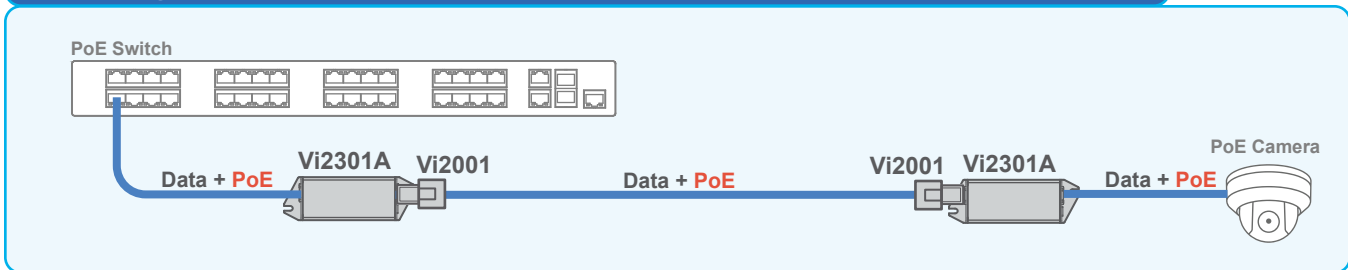 PoE Switch
Vi2301A
Vi2001
Data + PoE
Data + PoE
Vi2001
Vi2301A
Data + PoE
PoE Camera